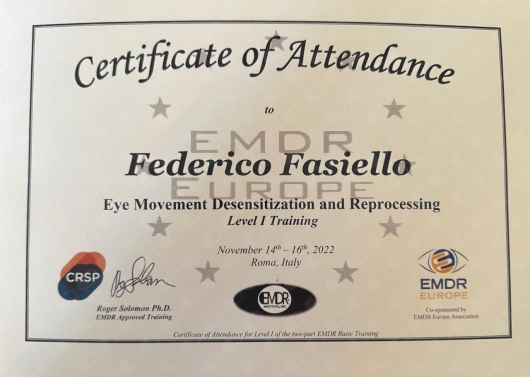 Certificate of Attendance
to
EMDR
Federico Fasiello
EUROPE
Eye Movement Desensitization and Reprocessing
Level I Training
November 14th – 16th, 2022
Roma, Italy
CRSP
Roger Solomon Ph.D.
EMDR Approved Training
EMDR
EMDR
EUROPE
Co-sponsored by
EMDR Europe Association
Certificate of Attendance for Level I of the two-part EMDR Basic Training